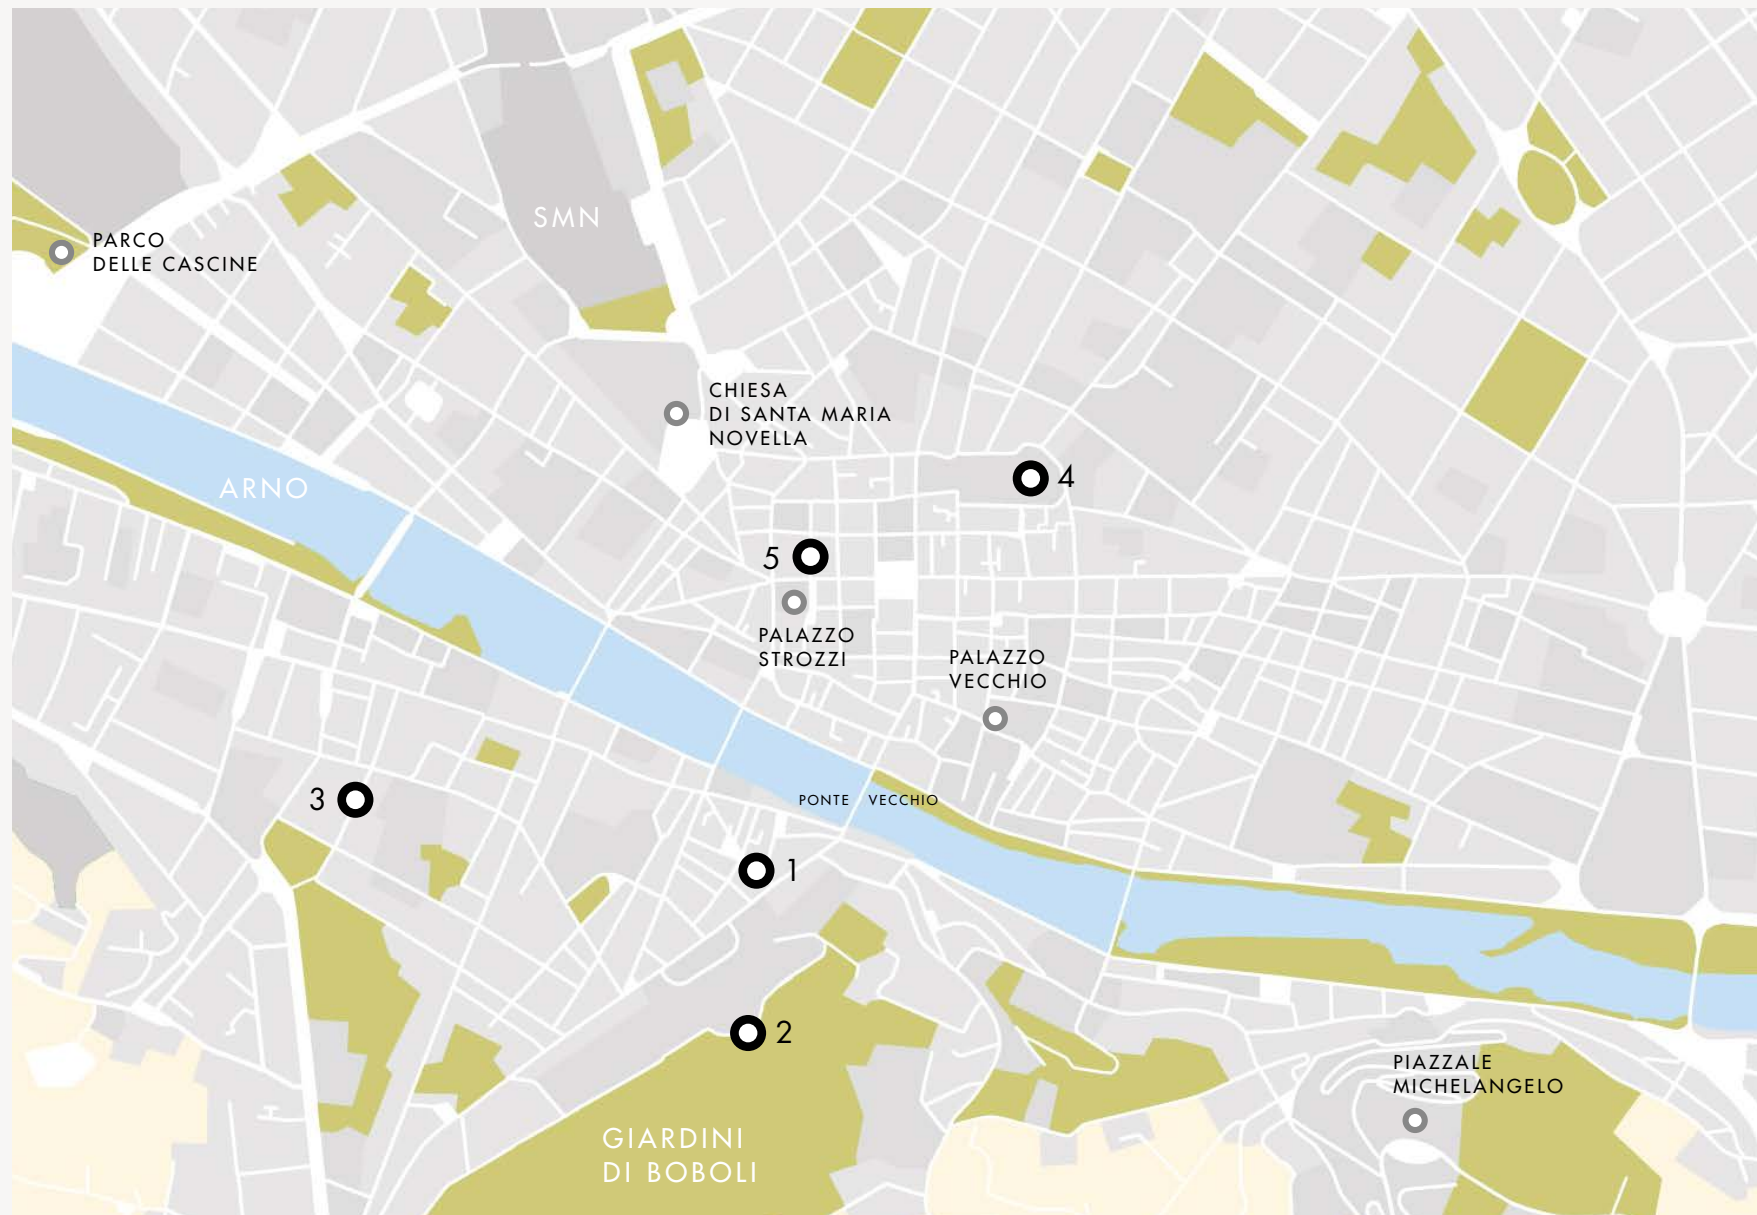 SMN
PARCO
DELLE CASCINE
CHIESA
DI SANTA MARIA
NOVELLA
ARNO
4
5
PALAZZO
STROZZI
PALAZZO
VECCHIO
3
PONTE VECCHIO
1
2
PIAZZALE
MICHELANGELO
GIARDINI
DI BOBOLI